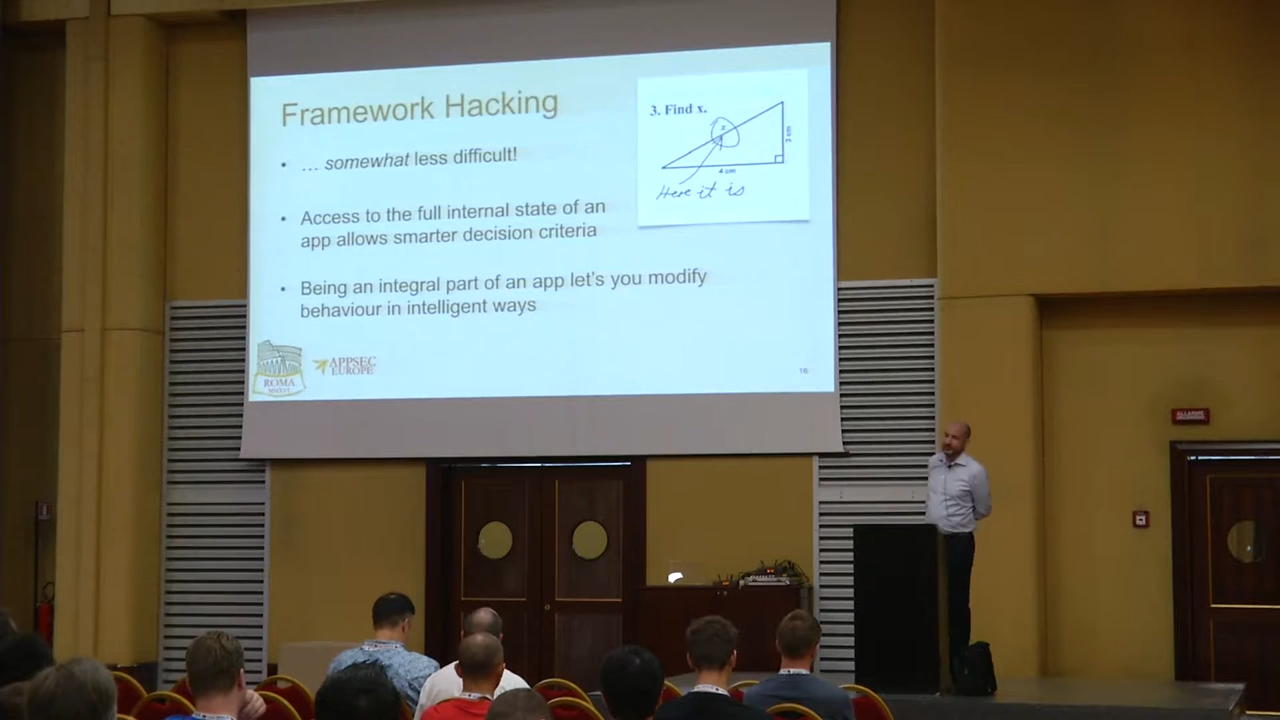 Framework Hacking
• … somewhat less difficult!
• Access to the full internal state of an
app allows smarter decision criteria
• Being an integral part of an app let's you modify
behaviour in intelligent ways
3. Find x.
x
3 cm
4 cm
Here it is
ROMA
APPSEC
EUROPE
16
ALLARME